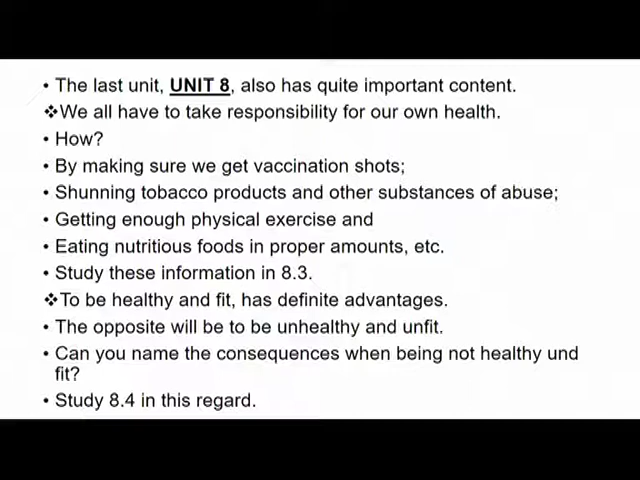 • The last unit, UNIT 8, also has quite important content.
❖We all have to take responsibility for our own health.
• How?
• By making sure we get vaccination shots;
• Shunning tobacco products and other substances of abuse;
• Getting enough physical exercise and
• Eating nutritious foods in proper amounts, etc.
• Study these information in 8.3.
❖To be healthy and fit, has definite advantages.
• The opposite will be to be unhealthy and unfit.
• Can you name the consequences when being not healthy und
fit?
• Study 8.4 in this regard.